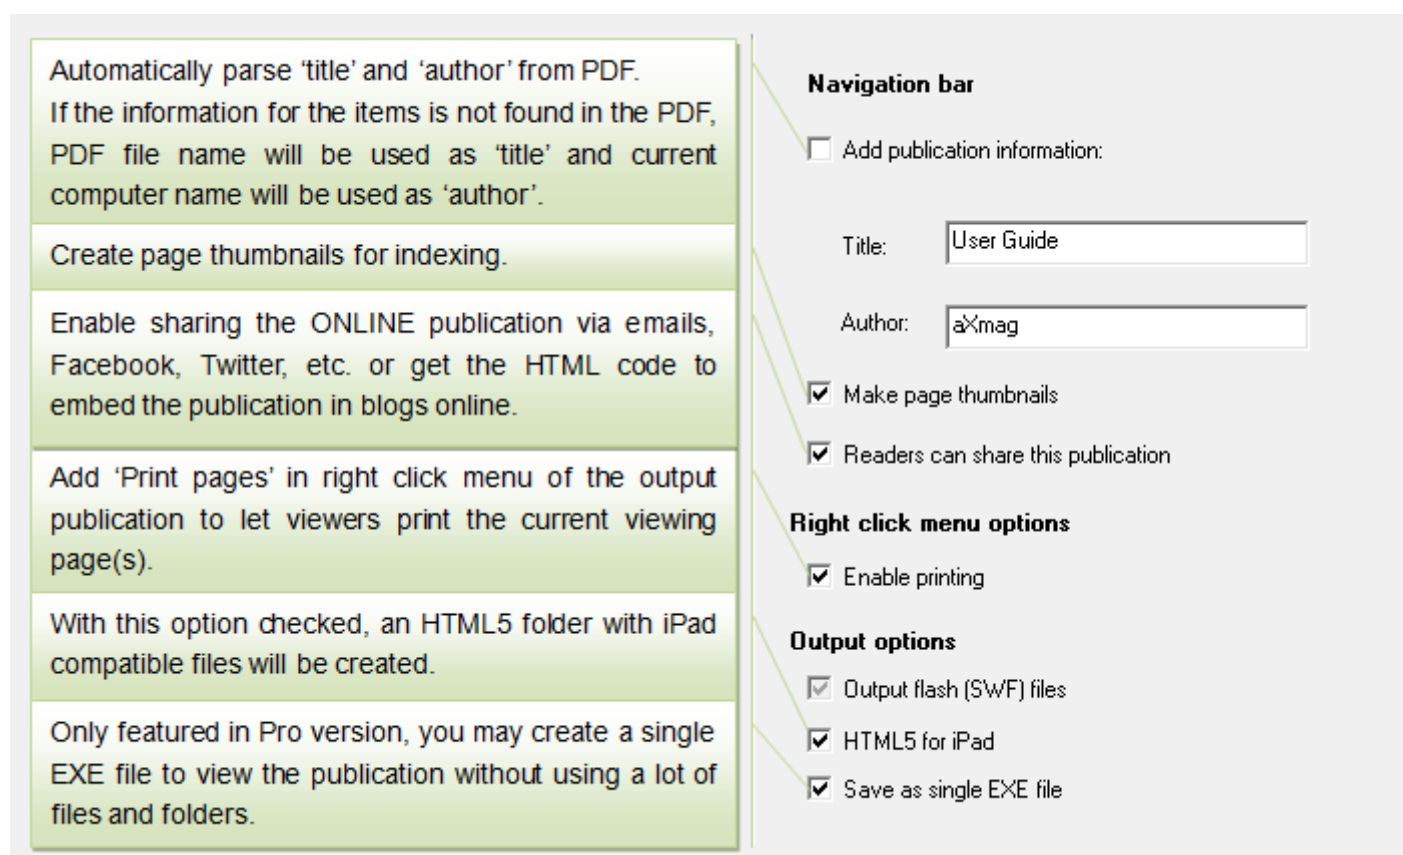 Automatically parse ‘title’ and ‘author’ from PDF.
If the information for the items is not found in the PDF,
PDF file name will be used as ‘title’ and current
computer name will be used as ‘author’.
Create page thumbnails for indexing.
Enable sharing the ONLINE publication via emails,
Facebook, Twitter, etc. or get the HTML code to
embed the publication in blogs online.
Add ‘Print pages’ in right click menu of the output
publication to let viewers print the current viewing
page(s).
With this option checked, an HTML5 folder with iPad
compatible files will be created.
Only featured in Pro version, you may create a single
EXE file to view the publication without using a lot of
files and folders.
Navigation bar
Add publication information:
Title: User Guide
Author: aXmag
Make page thumbnails
Readers can share this publication
Right click menu options
Enable printing
Output options
Output flash (SWF) files
HTML5 for iPad
Save as single EXE file